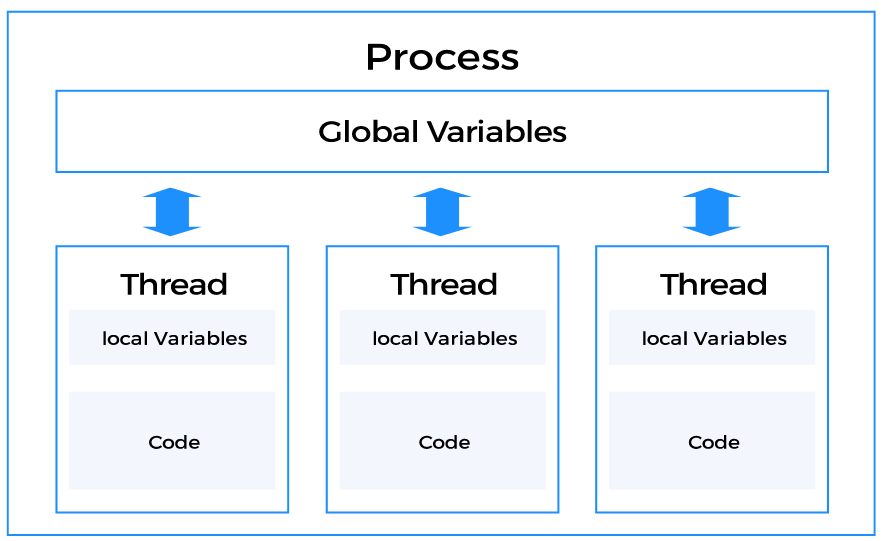 Process
Global Variables
Thread
local Variables
Code
Thread
local Variables
Code
Thread
local Variables
Code